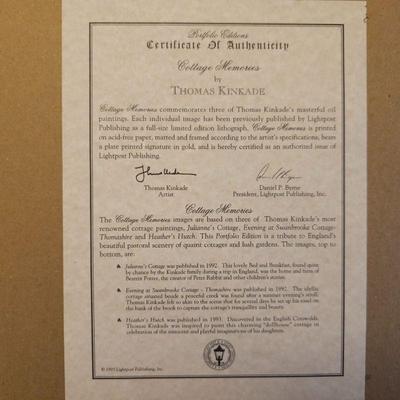 Portfolio Editions
Certificate Of Authenticity
Cottage Memories
by
THOMAS KINKADE
Cottage Memories commemorates three of Thomas Kinkade's masterful oil
paintings. Each individual image has been previously published by Lightpost
Publishing as a full-size limited edition lithograph. Cottage Memories is printed
on acid-free paper, matted and framed according to the artist's specifications, bears
a plate printed signature in gold, and is hereby certified as an authorized issue of
Lightpost Publishing.
Thomas Kinkade
Artist
Daniel P. Byrne
President, Lightpost Publishing, Inc.
Cottage Memories
The Cottage Memories images are based on three of Thomas Kinkade's most
renowned cottage paintings, Julianne's Cottage, Evening at Swanbrooke Cottage-
Thomashire and Heather's Hutch. This Portfolio Edition is a tribute to England's
beautiful pastoral scenery of quaint cottages and lush gardens. The images, top to
bottom, are:
Julianne's Cottage was published in 1992. This lovely Bed and Breakfast, found quite
by chance by the Kinkade family during a trip in England, was the home and farm of
Beatrix Potter, the creator of Peter Rabbit and other children's stories.
Evening at Swanbrooke Cottage - Thomashire was published in 1992. The idyllic
cottage situated beside a peaceful creek was found after a summer evening's stroll.
Thomas Kinkade felt to akin to the scene that for several days he set up his easel on
the bank of the brook to capture the cottage's tranquillity and beauty.
Heather's Hutch was published in 1993. Discovered in the English Cotswolds,
Thomas Kinkade was inspired to paint this charming "dollhouse" cottage in
celebration of the innocent and playful imaginations of his daughters.
© 1995 Lightpost Publishing, Inc.